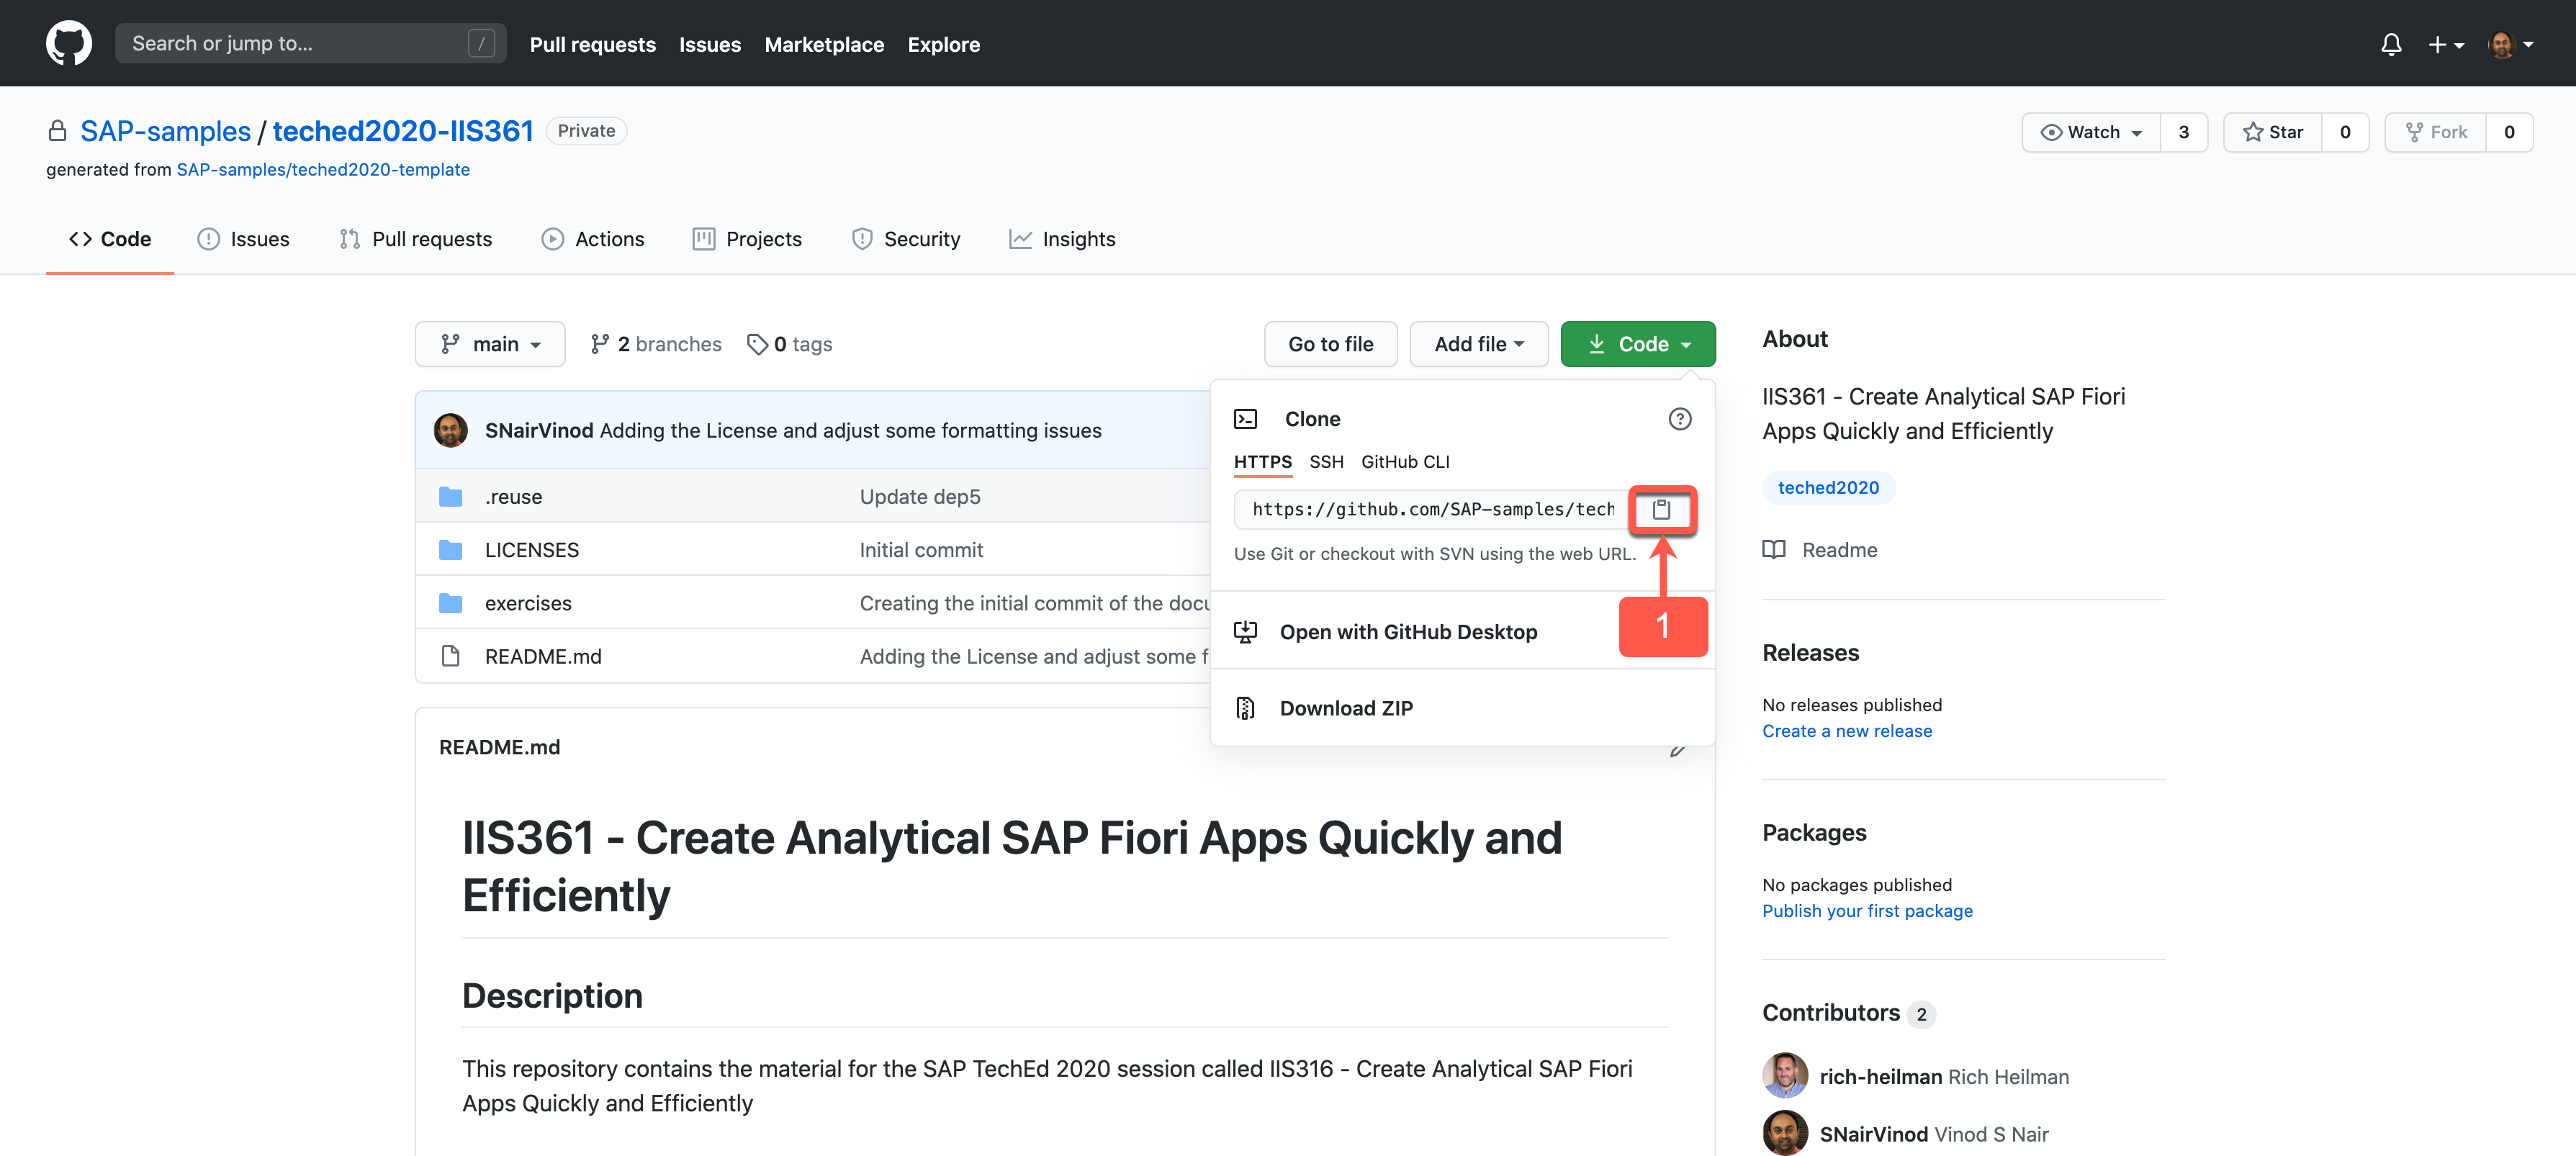 Search or jump to... /
Pull requests Issues Marketplace Explore
SAP-samples / teched2020-IIS361 Private
Watch 3 Star 0 Fork 0
generated from SAP-samples/teched2020-template
Code Issues Pull requests Actions Projects Security Insights
main 2 branches 0 tags
Go to file Add file Code
SNairVinod Adding the License and adjust some formatting issues
.reuse Update dep5
LICENSES Initial commit
exercises Creating the initial commit of the docu
README.md Adding the License and adjust some f
Clone
HTTPS SSH GitHub CLI
https://github.com/SAP-samples/tech
Use Git or checkout with SVN using the web URL.
1
Open with GitHub Desktop
Download ZIP
README.md
IIS361 - Create Analytical SAP Fiori Apps Quickly and
Efficiently
Description
This repository contains the material for the SAP TechEd 2020 session called IIS316 - Create Analytical SAP Fiori
Apps Quickly and Efficiently
About
IIS361 - Create Analytical SAP Fiori
Apps Quickly and Efficiently
teched2020
Readme
Releases
No releases published
Create a new release
Packages
No packages published
Publish your first package
Contributors 2
rich-heilman Rich Heilman
SNairVinod Vinod S Nair